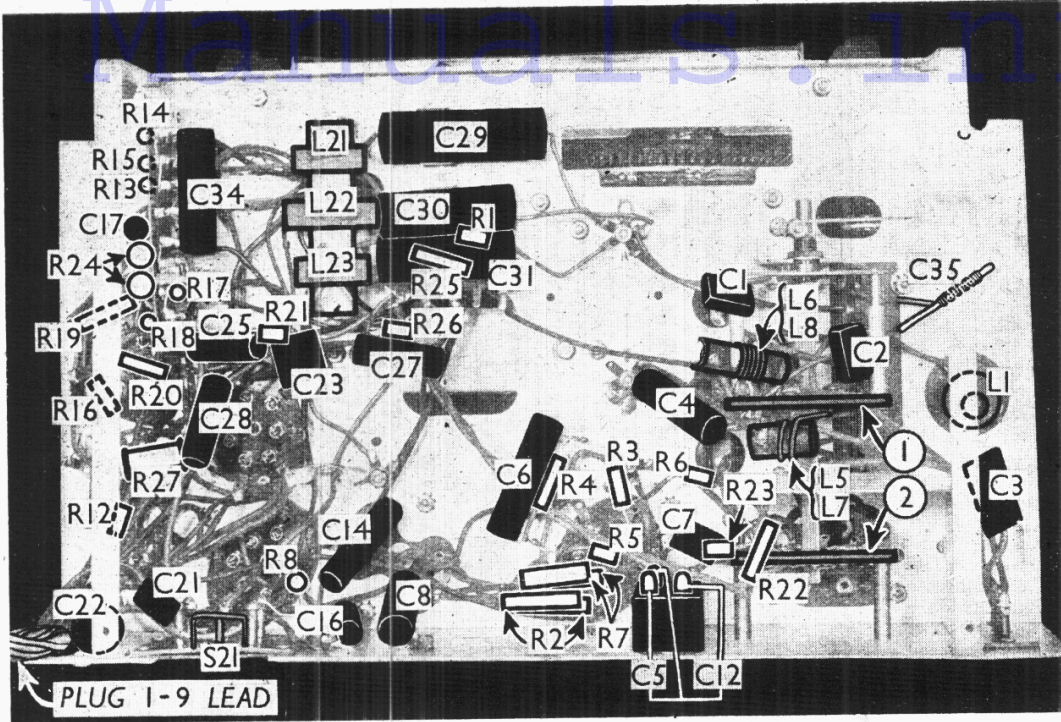 Manuals.in
R14
L21
C29
R15
R13
C34
L22
C30
R1
C17
R24
L23
R25
C31
C1
L6
L8
C35
R17
R19
R18
C25
R21
R26
C2
R20
C23
C27
L1
R16
C28
C4
1
R27
C6
R4
R3
R6
L5
L7
2
C3
R12
C14
R5
C7
R23
R8
R22
C21
C22
C16
C8
S21
R2
R7
C5
C12
PLUG 1-9 LEAD